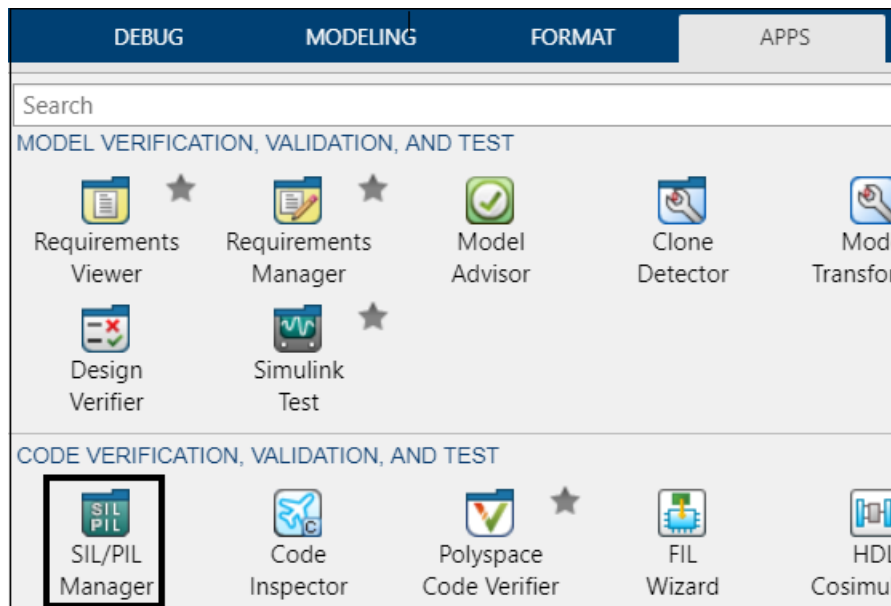 DEBUG MODELING FORMAT APPS
Search
MODEL VERIFICATION, VALIDATION, AND TEST
Requirements Viewer
Requirements Manager
Model Advisor
Clone Detector
Design Verifier
Simulink Test
CODE VERIFICATION, VALIDATION, AND TEST
SIL PIL
SIL/PIL Manager
C
Code Inspector
Polyspace Code Verifier
FIL Wizard